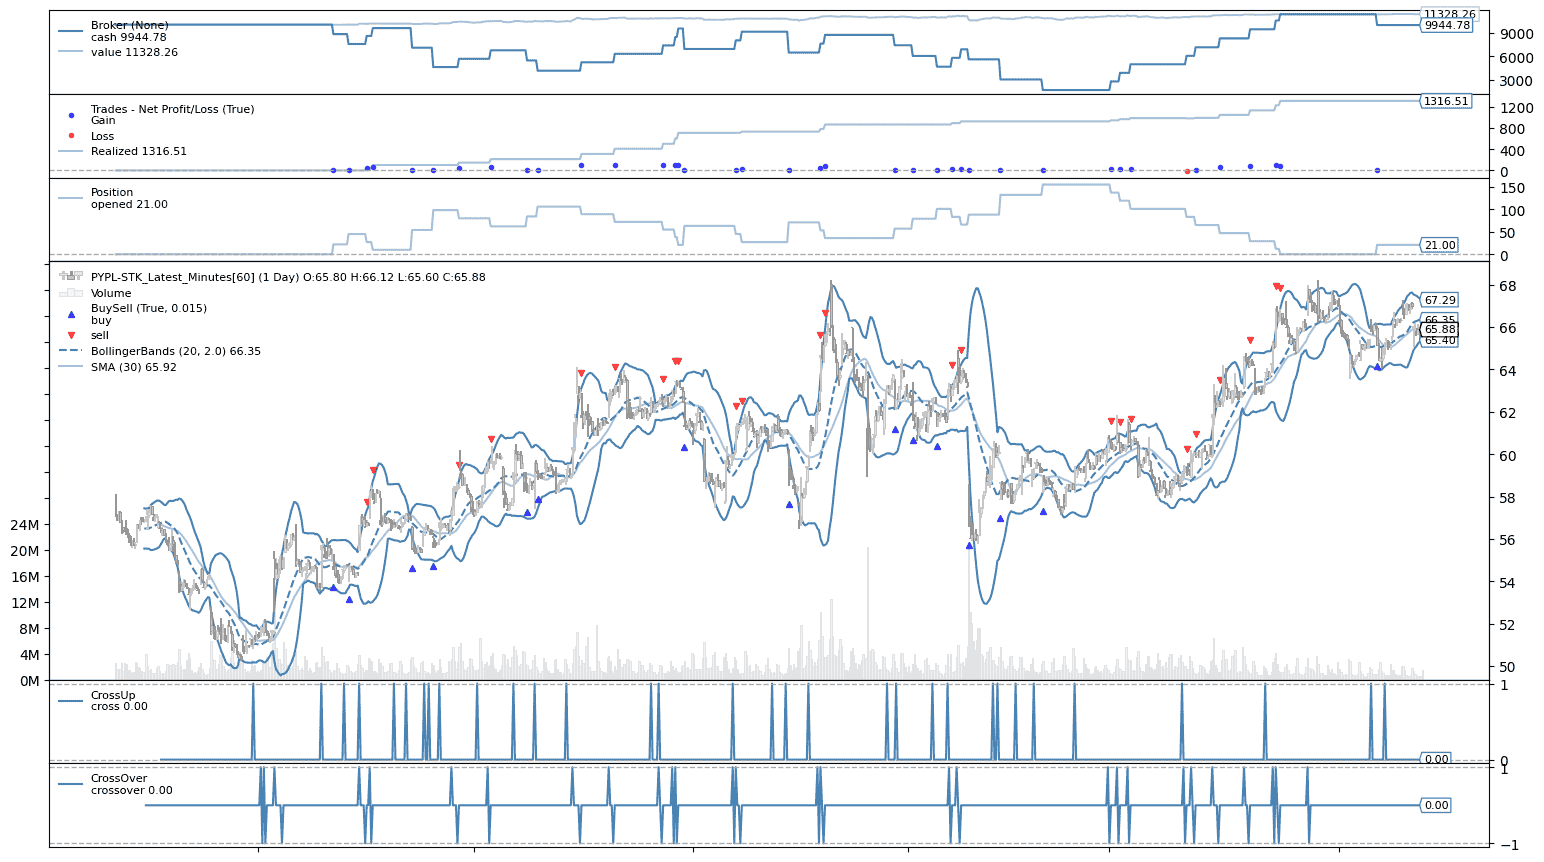 Broker (None)
cash 9944.78
value 11328.26
11328.26
9944.78
9000
6000
3000
Trades - Net Profit/Loss (True)
Gain
Loss
Realized 1316.51
1316.51
1200
800
400
0
Position
opened 21.00
150
100
50
21.00
0
PYPL-STK_Latest_Minutes[60] (1 Day) O:65.80 H:66.12 L:65.60 C:65.88
Volume
BuySell (True, 0.015)
buy
sell
BollingerBands (20, 2.0) 66.35
SMA (30) 65.92
68
67.29
66.35
66
65.88
65.40
64
62
60
58
56
54
52
50
24M
20M
16M
12M
8M
4M
0M
CrossUp
cross 0.00
1
0.00
0
CrossOver
crossover 0.00
1
0.00
−1